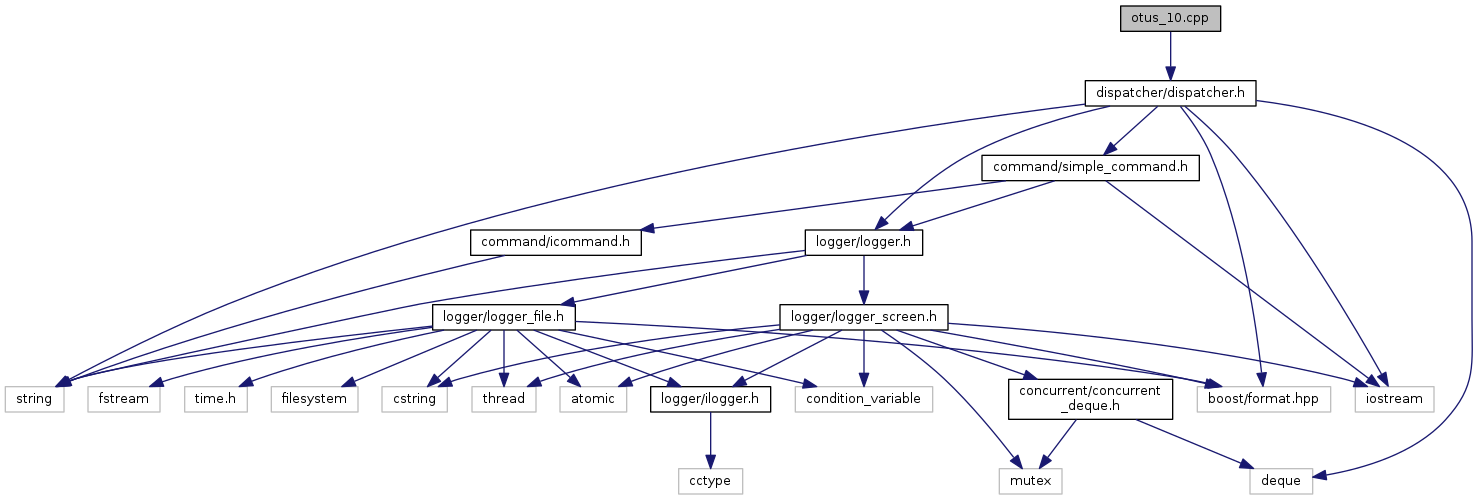 otus_10.cpp
dispatcher/dispatcher.h
command/simple_command.h
command/icommand.h
logger/logger.h
logger/logger_file.h
logger/logger_screen.h
string
fstream
time.h
filesystem
cstring
thread
atomic
logger/ilogger.h
condition_variable
concurrent/concurrent
_deque.h
boost/format.hpp
iostream
cctype
mutex
deque